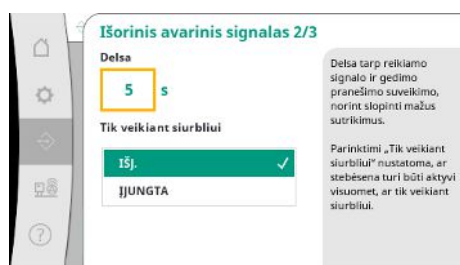 Išorinis avarinis signalas 2/3
Delsa
5 s
Tik veikiant siurbliui
IŠJ.
ĮJUNGTA
Delsa tarp reikiamo
signalo ir gedimo
pranešimo suveikimo,
norint slopinti mažus
sutrikimus.
Parinktimi „Tik veikiant
siurbliui" nustatoma, ar
stebėsena turi būti aktyvi
visuomet, ar tik veikiant
siurbliui.